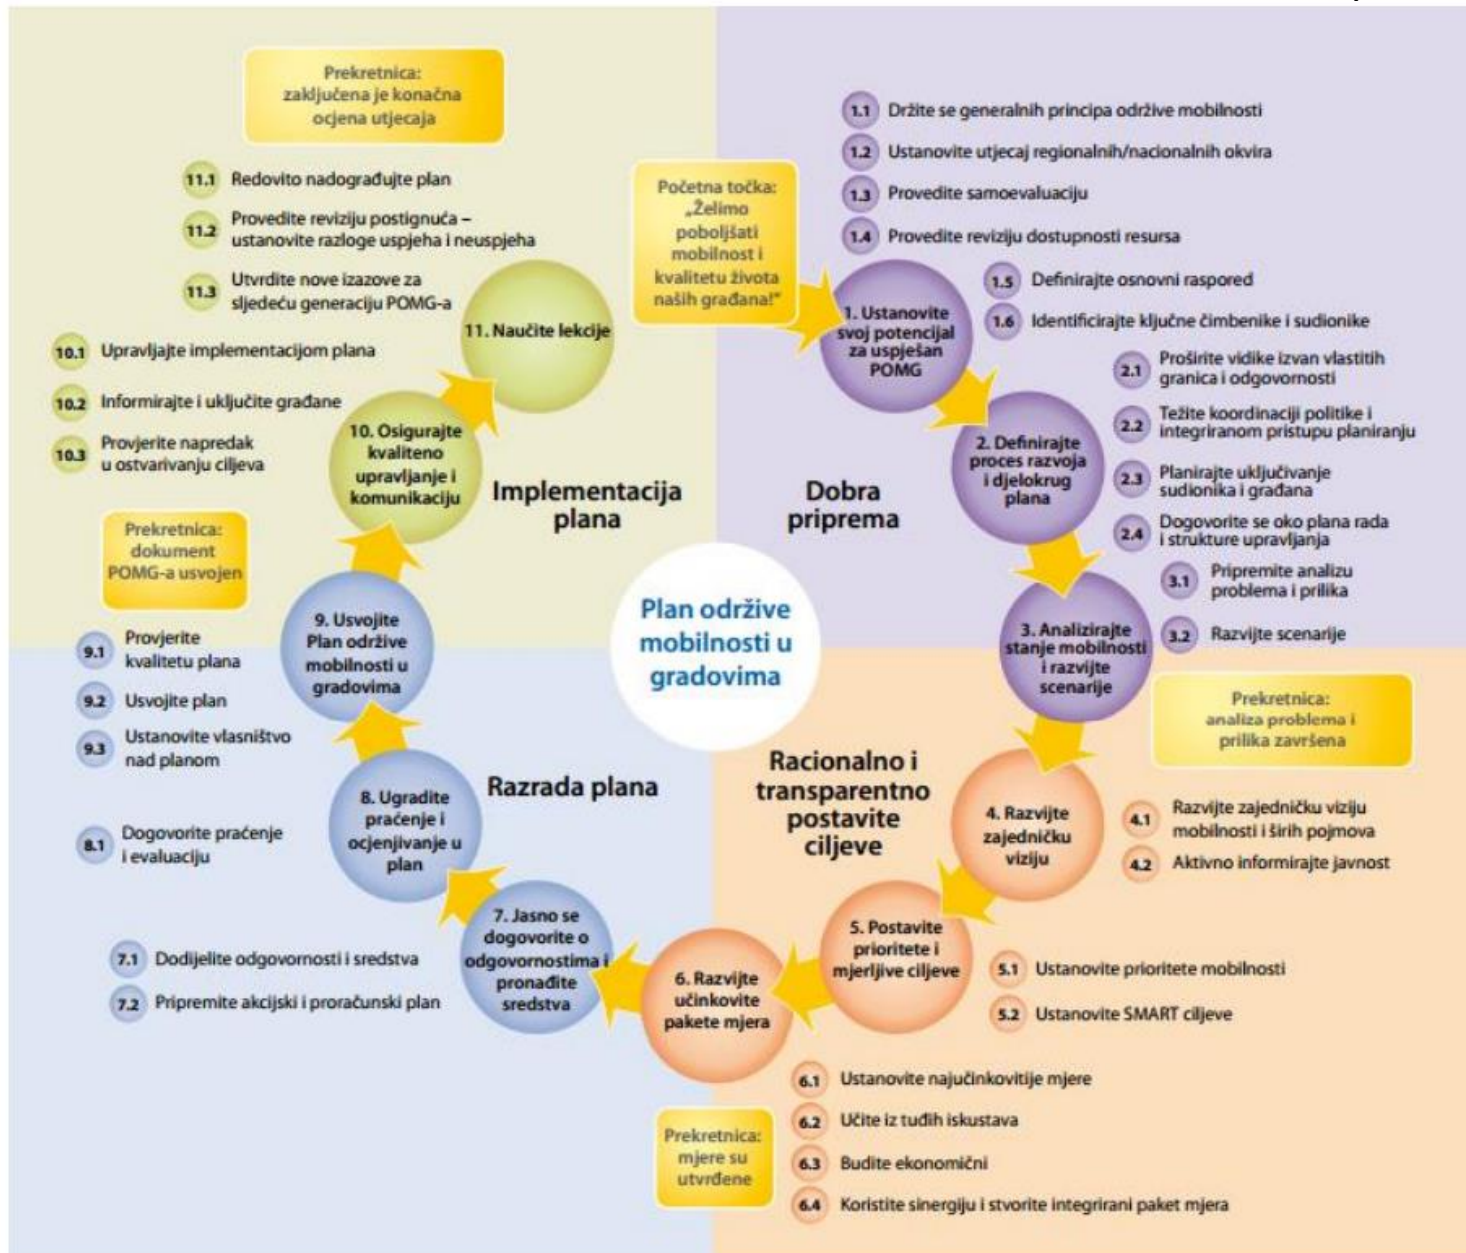 Prekretnica:
zaključena je konačna
ocjena utjecaja
11.1 Redovito nadograđujte plan
11.2 Provedite reviziju postignuća –
ustanovite razloge uspjeha i neuspjeha
11.3 Utvrdite nove izazove za
sljedeću generaciju POMG-a
11. Naučite lekcije
10.1 Upravljajte implementacijom plana
10.2 Informirajte i uključite građane
10.3 Provjerite napredak
u ostvarivanju ciljeva
10. Osigurajte
kvaliteno
upravljanje i
komunikaciju
Implementacija
plana
Početna točka:
„Želimo
poboljšati
mobilnost i
kvalitetu života
naših građana!"
1.1 Držite se generalnih principa održive mobilnosti
1.2 Ustanovite utjecaj regionalnih/nacionalnih okvira
1.3 Provedite samoevaluaciju
1.4 Provedite reviziju dostupnosti resursa
1.5 Definirajte osnovni raspored
1.6 Identificirajte ključne čimbenike i sudionike
1. Ustanovite
svoj potencijal
za uspješan
POMG
2.1 Proširite vidike izvan vlastitih
granica i odgovornosti
2.2 Težite koordinaciji politike i
integriranom pristupu planiranju
2.3 Planirajte uključivanje
sudionika i građana
2.4 Dogovorite se oko plana rada
i strukture upravljanja
2. Definirajte
proces razvoja
i djelokrug
plana
Dobra
priprema
3.1 Pripremite analizu
problema i prilika
3.2 Razvijte scenarije
3. Analizirajte
stanje mobilnosti
i razvijte
scenarije
Prekretnica:
analiza problema i
prilika završena
Plan održive
mobilnosti u
gradovima
Prekretnica:
dokument
POMG-a usvojen
9. Usvojite
Plan održive
mobilnosti u
gradovima
9.1 Provjerite
kvalitetu plana
9.2 Usvojite plan
9.3 Ustanovite vlasništvo
nad planom
Razrada plana
8. Ugradite
praćenje i
ocjenjivanje u
plan
8.1 Dogovorite praćenje
i evaluaciju
7. Jasno se
dogovorite o
odgovornostima i
pronađite
sredstva
7.1 Dodijelite odgovornosti i sredstva
7.2 Pripremite akcijski i proračunski plan
Racionalno i
transparentno
postavite
ciljeve
4. Razvijte
zajedničku
viziju
4.1 Razvijte zajedničku viziju
mobilnosti i širih pojmova
4.2 Aktivno informirajte javnost
5. Postavite
prioritete i
mjerljive ciljeve
5.1 Ustanovite prioritete mobilnosti
5.2 Ustanovite SMART ciljeve
6. Razvijte
učinkovite
pakete mjera
6.1 Ustanovite najučinkovitije mjere
6.2 Učite iz tuđih iskustava
6.3 Budite ekonomični
6.4 Koristite sinergiju i stvorite integrirani paket mjera
Prekretnica:
mjere su
utvrđene